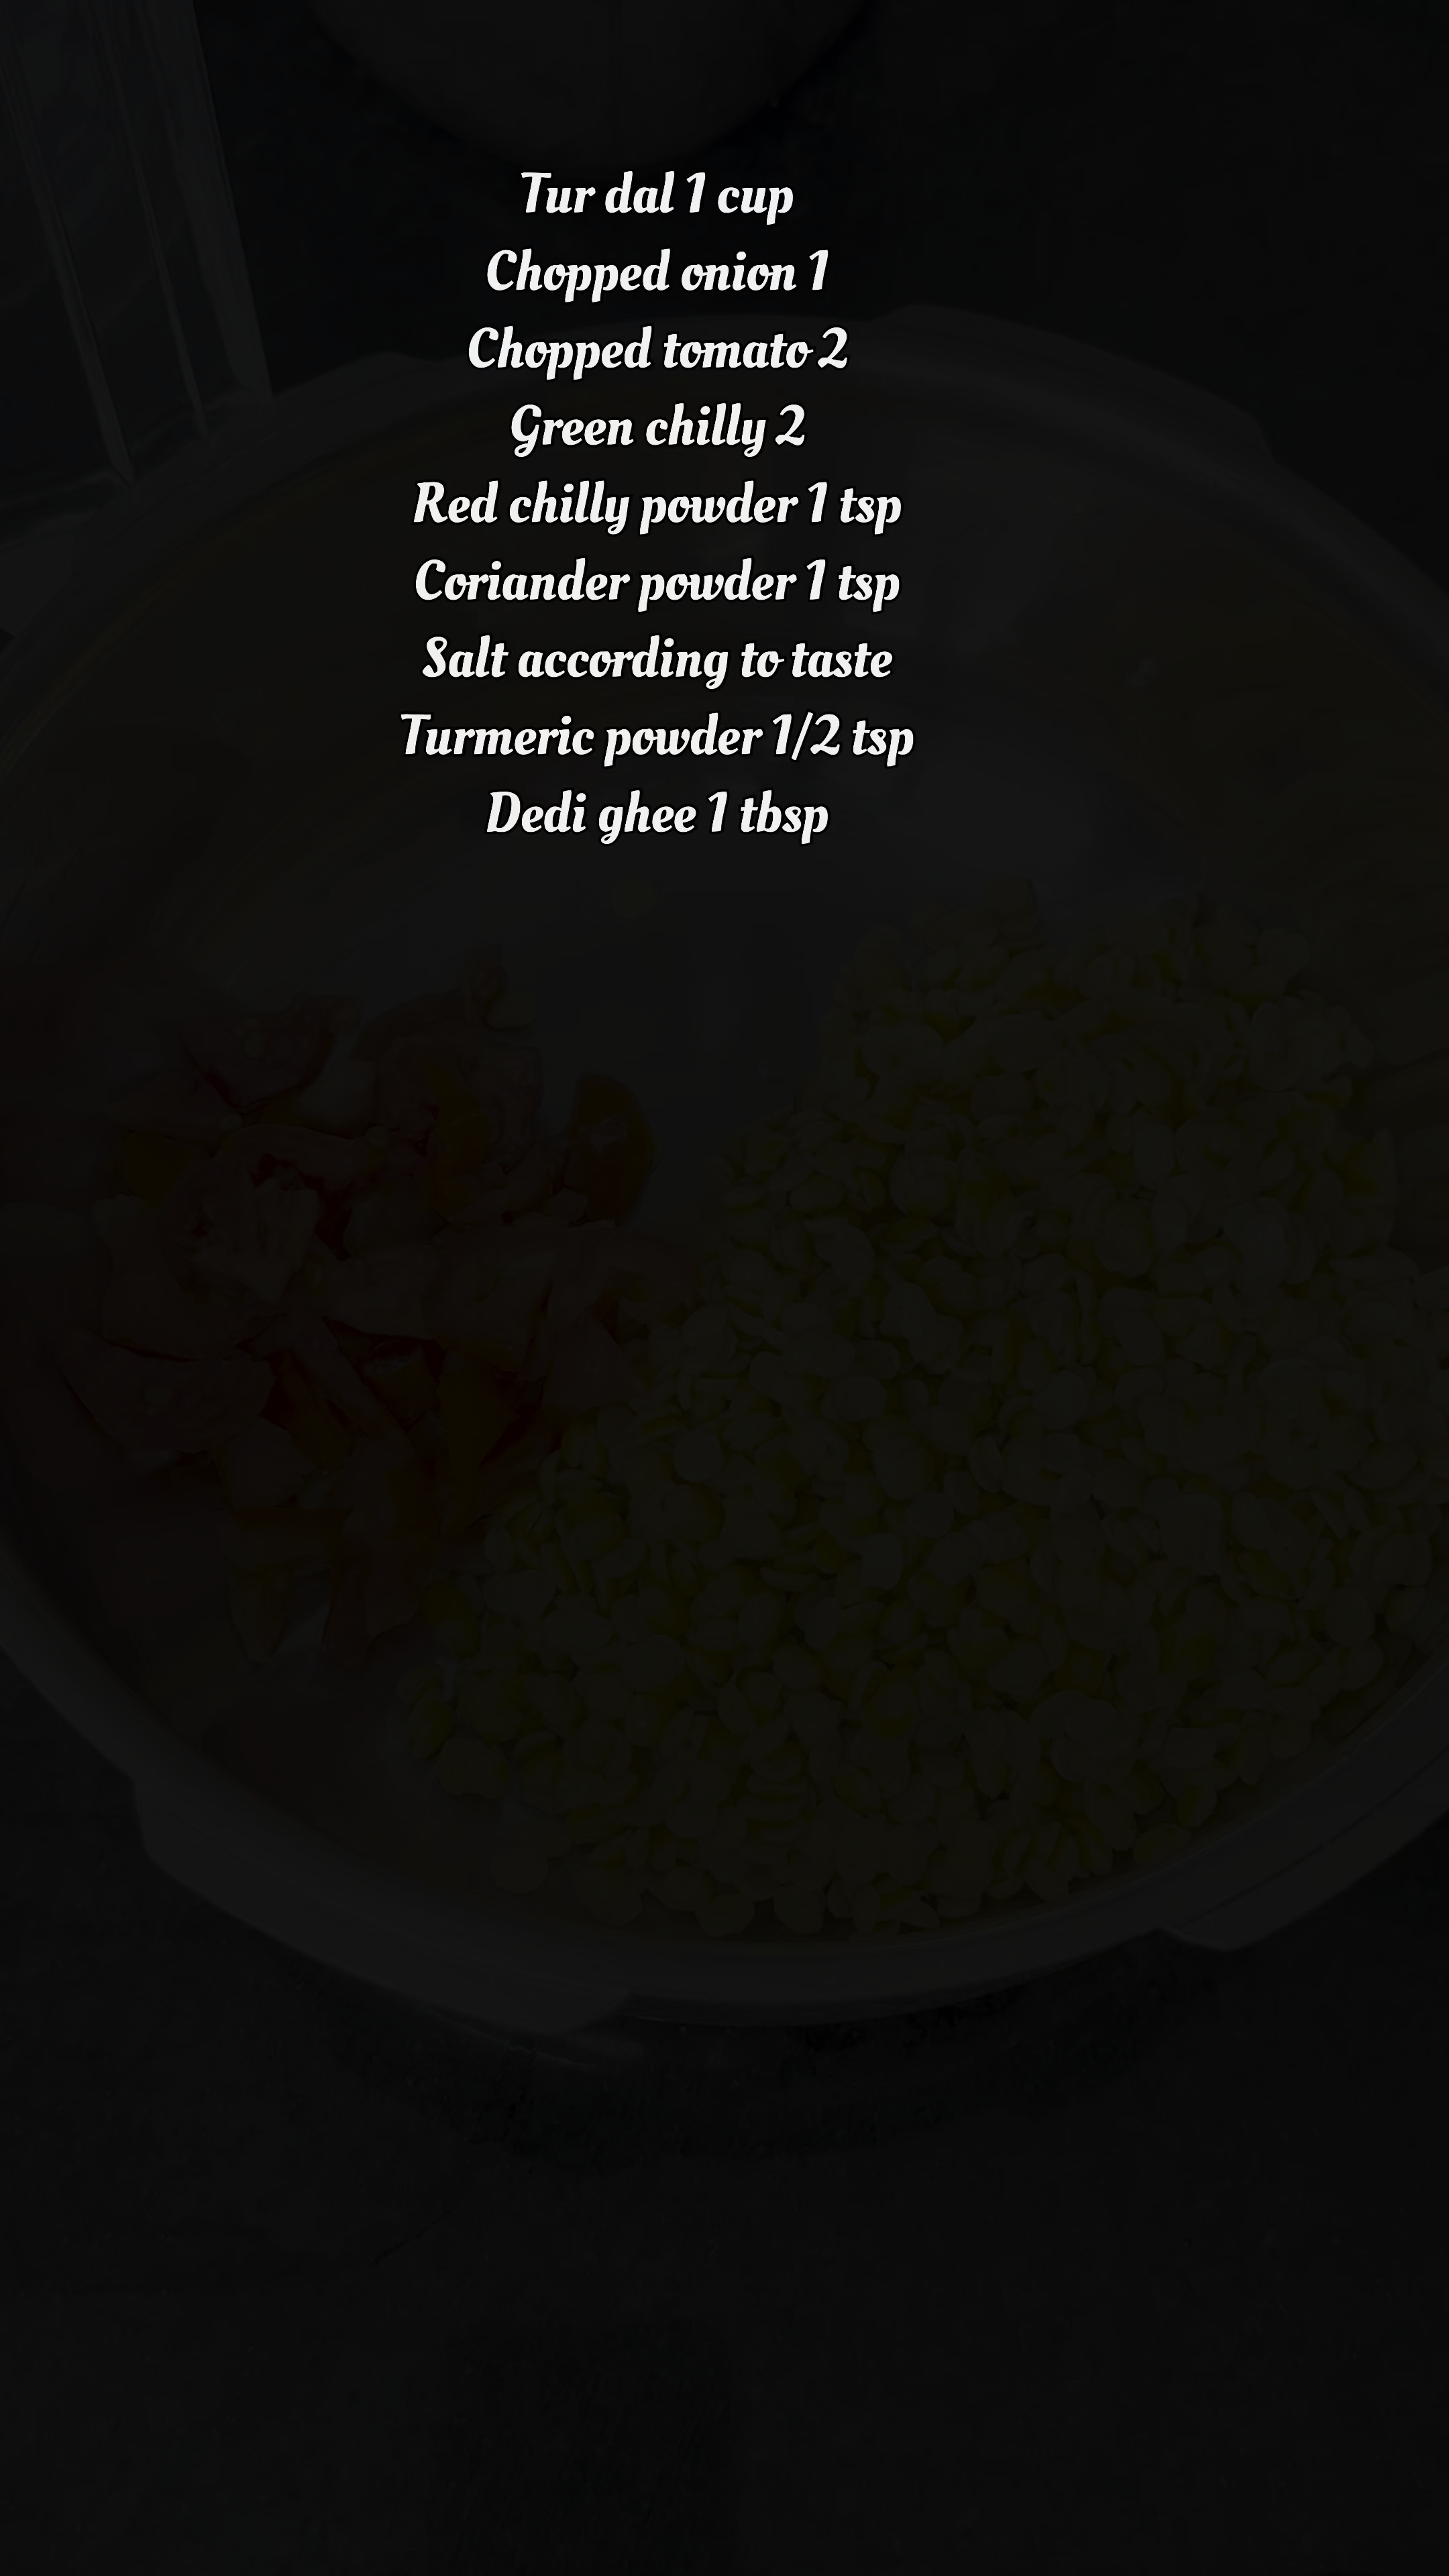 Tur dal 1 cup
Chopped onion 1
Chopped tomato 2
Green chilly 2
Red chilly powder 1 tsp
Coriander powder 1 tsp
Salt according to taste
Turmeric powder 1/2 tsp
Dedi ghee 1 tbsp